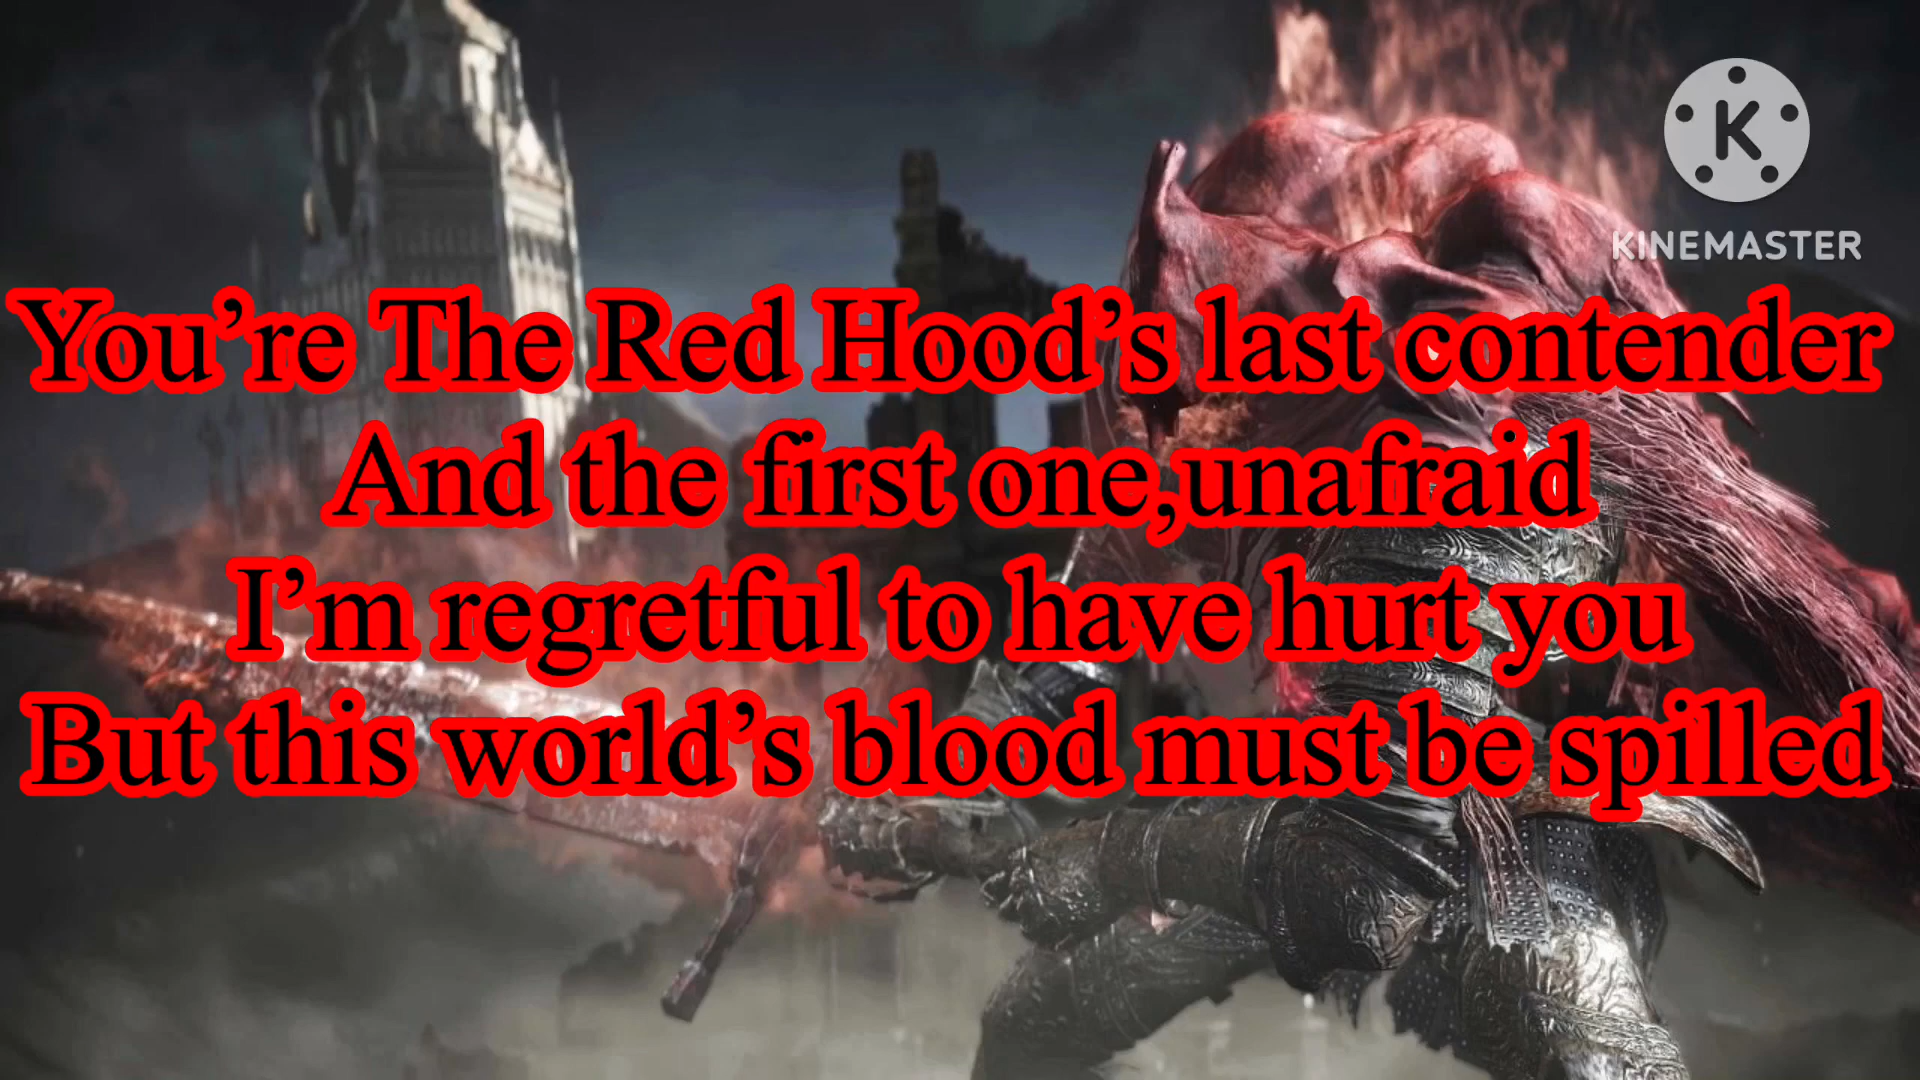 K
KINEMASTER
You’re The Red Hood’s last contender
And the first one,unafraid
I’m regretful to have hurt you
But this world’s blood must be spilled